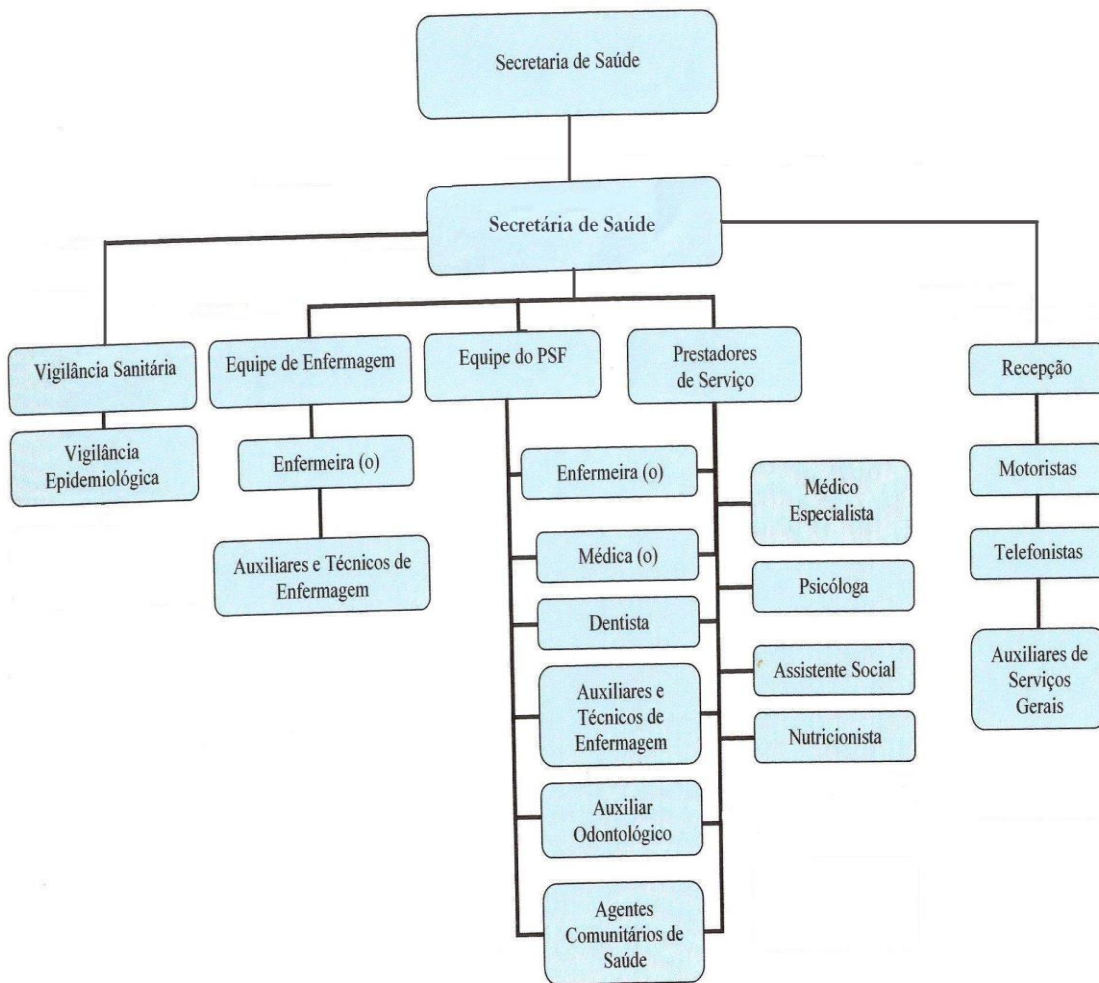 Secretaria de Saúde
Secretária de Saúde
Vigilância Sanitária
Equipe de Enfermagem
Equipe do PSF
Prestadores
de Serviço
Recepção
Vigilância
Epidemiológica
Enfermeira (o)
Enfermeira (o)
Médico
Especialista
Motoristas
Auxiliares e Técnicos de
Enfermagem
Médica (o)
Psicóloga
Telefonistas
Dentista
Assistente Social
Auxiliares de
Serviços
Gerais
Auxiliares e
Técnicos de
Enfermagem
Nutricionista
Auxiliar
Odontológico
Agentes
Comunitários de
Saúde